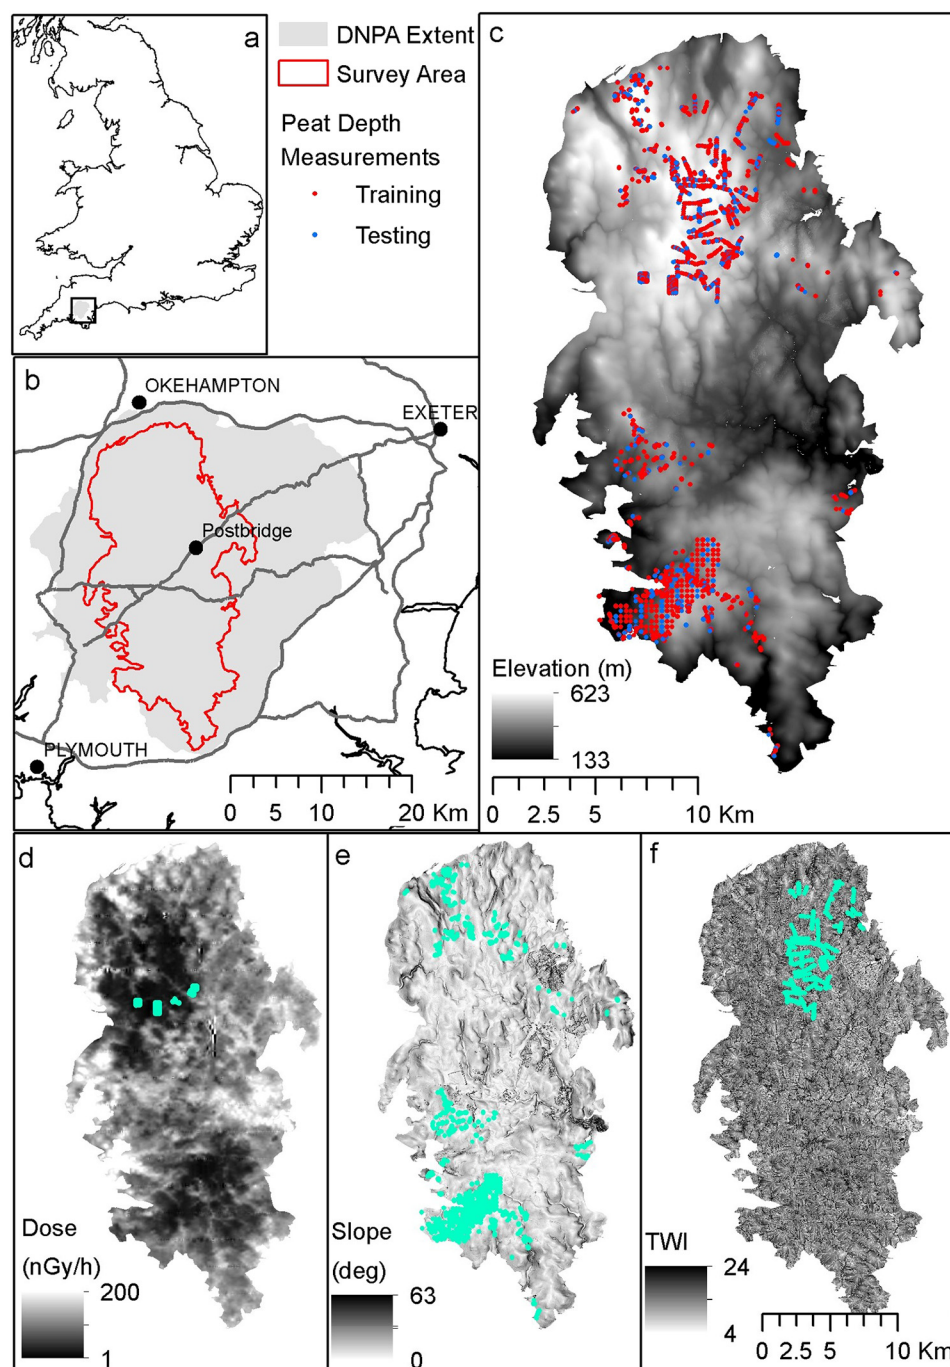 a
DNPA Extent
Survey Area
Peat Depth
Measurements
Training
Testing
b
OKEHAMPTON
EXETER
Postbridge
PLYMOUTH
0 5 10 20 Km
c
Elevation (m)
623
133
0 2.5 5 10 Km
d
Dose
(nGy/h)
200
1
e
Slope
(deg)
63
0
f
TWI
24
4
0 2.5 5 10 Km